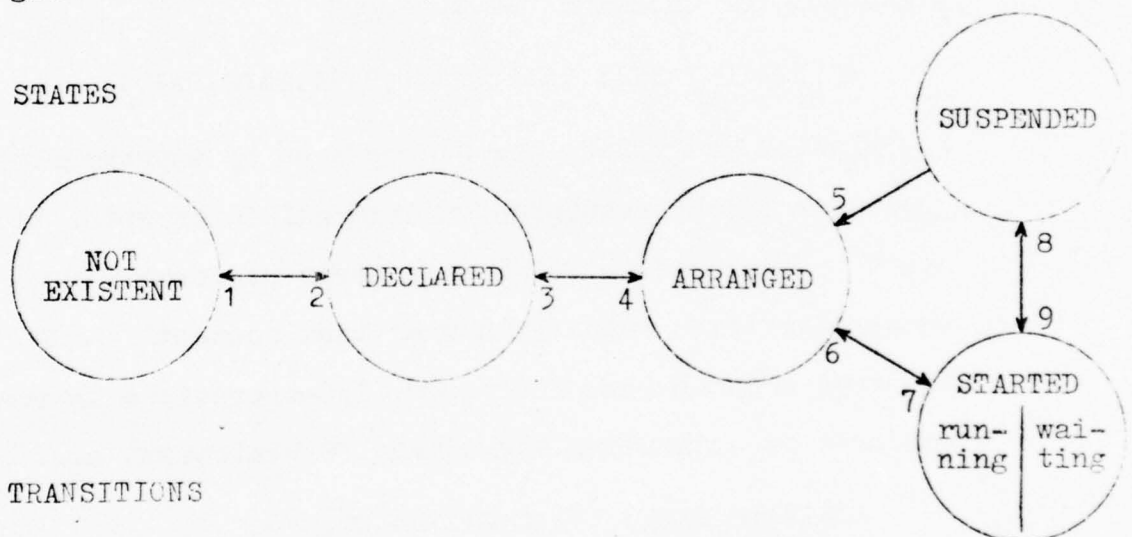 STATES
SUSPENDED
NOT
EXISTENT
DECLARED
ARRANGED
1
2
3
4
5
6
7
8
9
STARTED
run-
ning
wai-
ting
TRANSITIONS